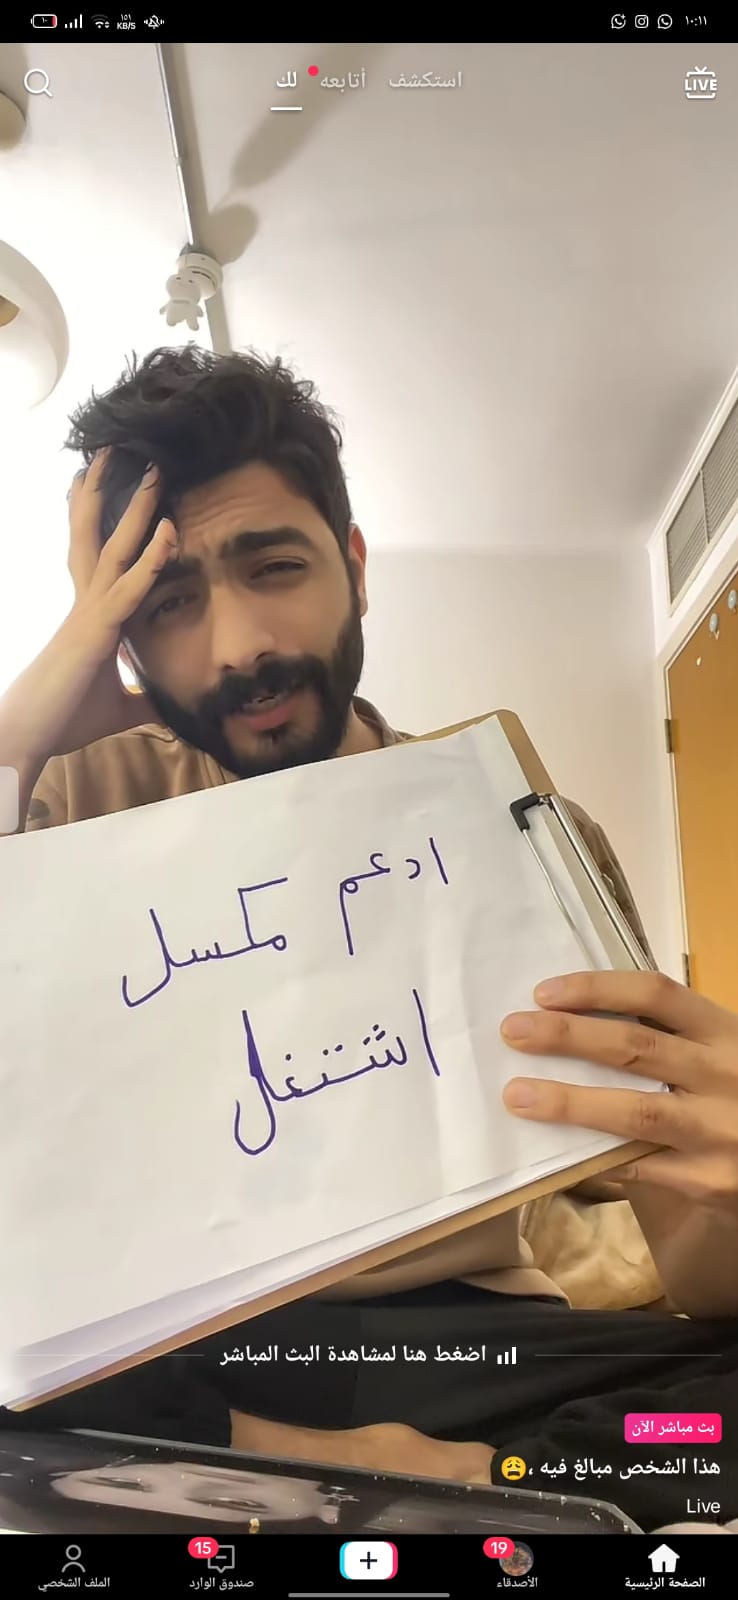 ١٠:١١
١٥١
KB/S
LIVE
استكشف أتابعه لك
ادعم مكسل
اشتغل
اضغط هنا لمشاهدة البث المباشر
بث مباشر الآن
هذا الشخص مبالغ فيه ،😩
Live
19
15
الصفحة الرئيسية
الأصدقاء
صندوق الوارد
الملف الشخصي